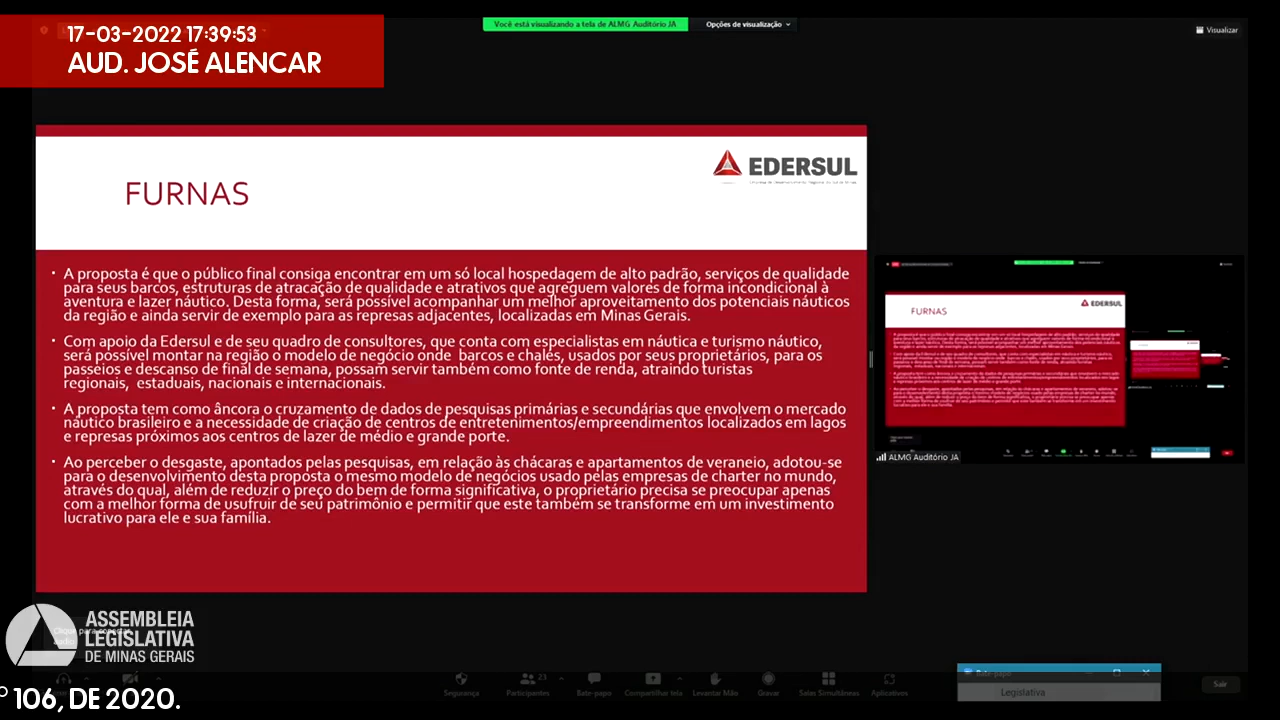 17-03-2022 17:39:53
AUD. JOSÉ ALENCAR
Você está visualizando a tela de ALMG Auditório JA
Opções de visualização
Visualizar
EDERSUL
FURNAS
• A proposta é que o público final consiga encontrar em um só local hospedagem de alto padrão, serviços de qualidade
para seus barcos, estruturas de atracação de qualidade e atrativos que agreguem valores de forma incondicional à
aventura e lazer náutico. Desta forma, será possível acompanhar um melhor aproveitamento dos potenciais náuticos
da região e ainda servir de exemplo para as represas adjacentes, localizadas em Minas Gerais.
• Com apoio da Edersul e de seu quadro de consultores, que conta com especialistas em náutica e turismo náutico,
será possível montar na região o modelo de negócio onde barcos e chalés, usados por seus proprietários, para os
passeios e descanso de final de semana, possam servir também como fonte de renda, atraindo turistas
regionais, estaduais, nacionais e internacionais.
• A proposta tem como âncora o cruzamento de dados de pesquisas primárias e secundárias que envolvem o mercado
náutico brasileiro e a necessidade de criação de centros de entretenimentos/empreendimentos localizados em lagos
e represas próximos aos centros de lazer de médio e grande porte.
• Ao perceber o desgaste, apontados pelas pesquisas, em relação às chácaras e apartamentos de veraneio, adotou-se
para o desenvolvimento desta proposta o mesmo modelo de negócios usado pelas empresas de charter no mundo,
através do qual, além de reduzir o preço do bem de forma significativa, o proprietário precisa se preocupar apenas
com a melhor forma de usufruir de seu patrimônio e permitir que este também se transforme em um investimento
lucrativo para ele e sua família.
EDERSUL
FURNAS
ALMG Auditório JA
ASSEMBLEIA
LEGISLATIVA
DE MINAS GERAIS
Segurança
Participantes
23
Bate-papo
Compartilhar tela
Levantar Mão
Gravar
Salas Simultâneas
Aplicativos
Bate-papo
Legislativa
Sair
º 106, DE 2020.